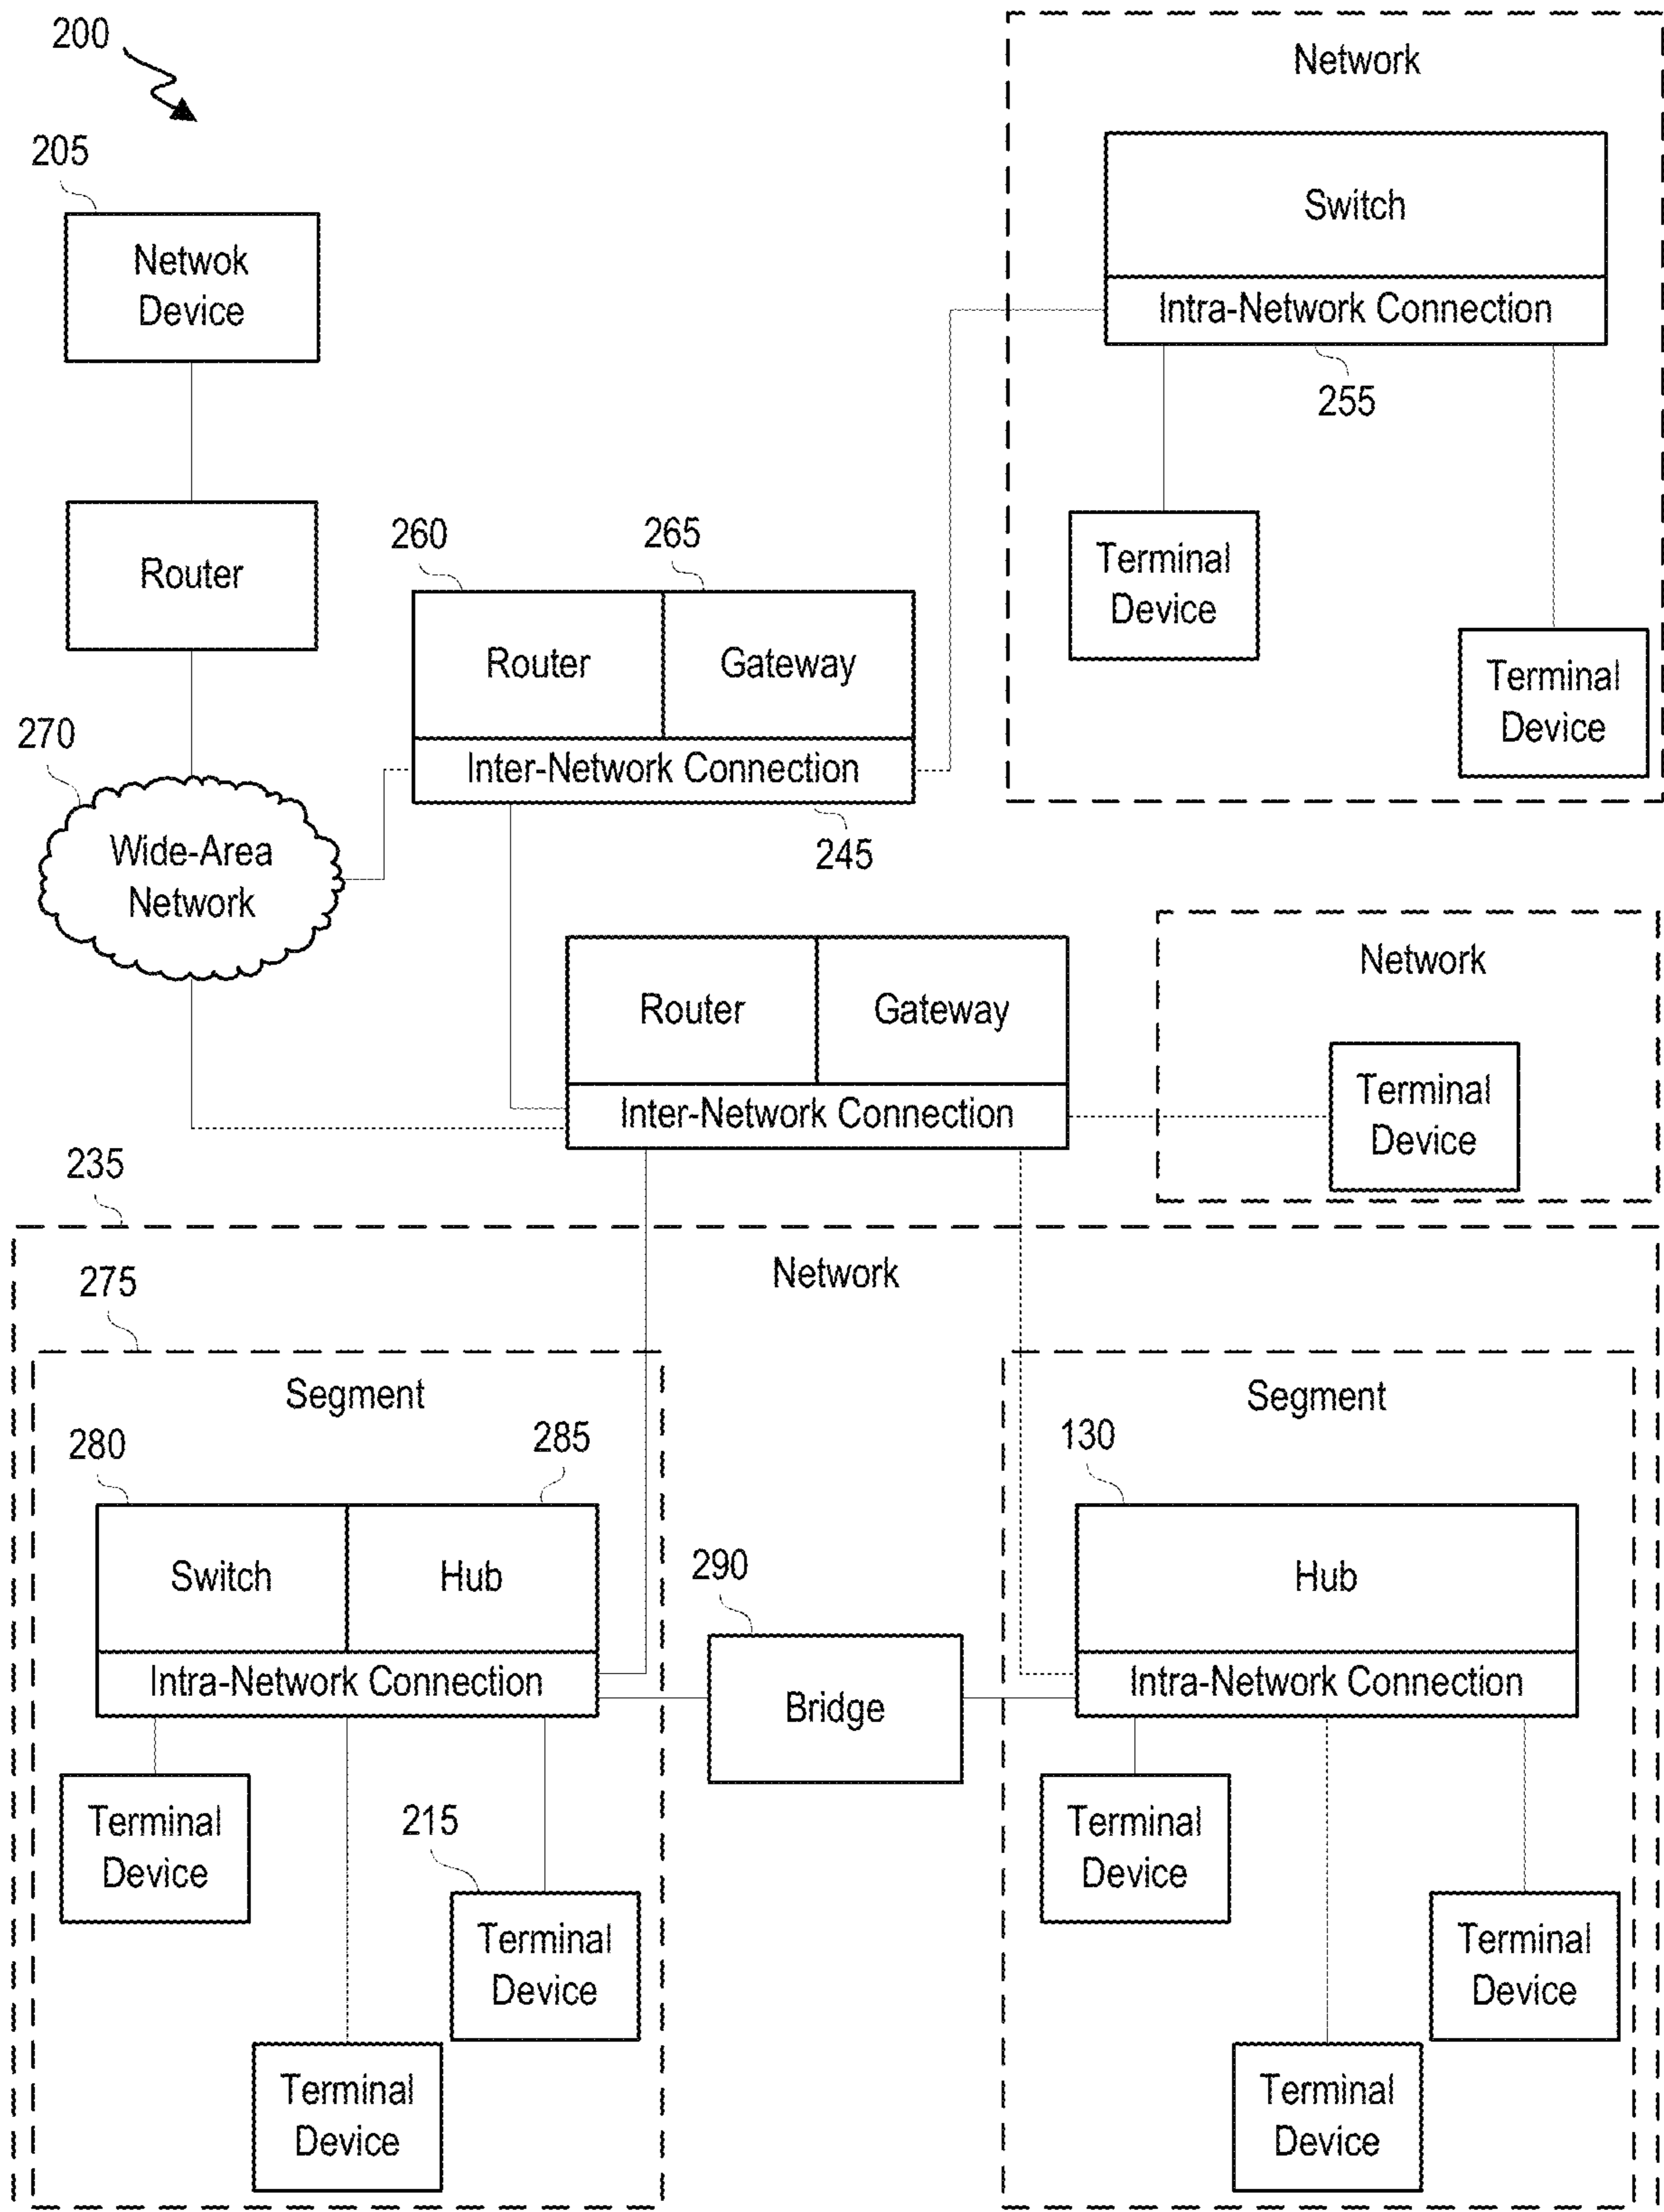 200
Network
205
Switch
Netwok
Device
Intra-Network Connection
255
Router
260
265
Terminal
Device
Router
Gateway
Terminal
Device
270
Inter-Network Connection
245
Wide-Area
Network
Network
Router
Gateway
Terminal
Device
Inter-Network Connection
235
Network
275
Segment
Segment
280
285
130
Switch
Hub
290
Hub
Intra-Network Connection
Bridge
Intra-Network Connection
Terminal
Device
215
Terminal
Device
Terminal
Device
Terminal
Device
Terminal
Device
Terminal
Device